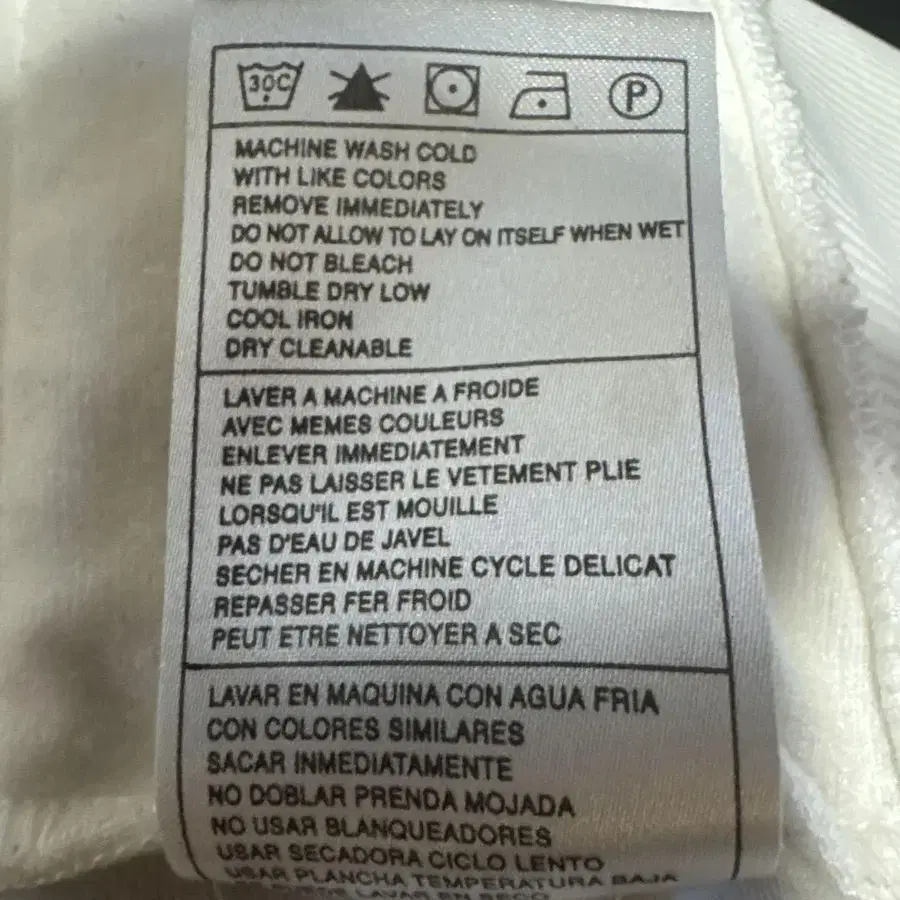 30C P
MACHINE WASH COLD
WITH LIKE COLORS
REMOVE IMMEDIATELY
DO NOT ALLOW TO LAY ON ITSELF WHEN WET
DO NOT BLEACH
TUMBLE DRY LOW
COOL IRON
DRY CLEANABLE
LAVER A MACHINE A FROIDE
AVEC MEMES COULEURS
ENLEVER IMMEDIATEMENT
NE PAS LAISSER LE VETEMENT PLIE
LORSQU'IL EST MOUILLE
PAS D'EAU DE JAVEL
SECHER EN MACHINE CYCLE DELICAT
REPASSER FER FROID
PEUT ETRE NETTOYER A SEC
LAVAR EN MAQUINA CON AGUA FRIA
CON COLORES SIMILARES
SACAR INMEDIATAMENTE
NO DOBLAR PRENDA MOJADA
NO USAR BLANQUEADORES
USAR SECADORA CICLO LENTO
USAR PLANCHA TEMPERATURA BAJA
LAVAR EN SECO